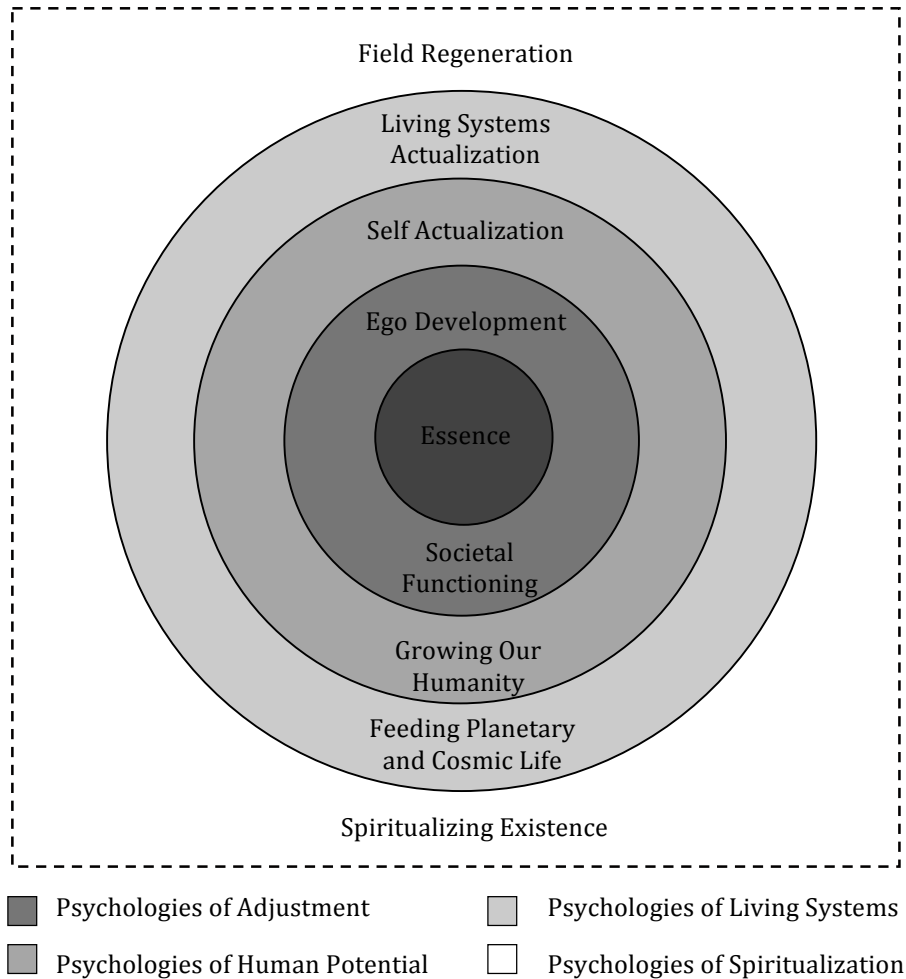 Field Regeneration
Living Systems
Actualization
Self Actualization
Ego Development
Essence
Societal
Functioning
Growing Our
Humanity
Feeding Planetary
and Cosmic Life
Spiritualizing Existence
Psychologies of Adjustment
Psychologies of Living Systems
Psychologies of Human Potential
Psychologies of Spiritualization